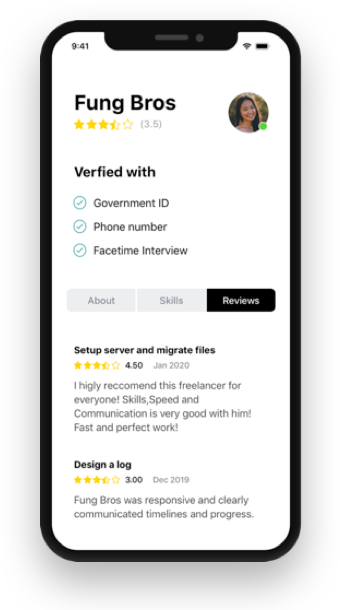 9:41
Fung Bros
(3.5)
Verfied with
Government ID
Phone number
Facetime Interview
About Skills Reviews
Setup server and migrate files
4.50 Jan 2020
I higly reccomend this freelancer for
everyone! Skills,Speed and
Communication is very good with him!
Fast and perfect work!
Design a log
3.00 Dec 2019
Fung Bros was responsive and clearly
communicated timelines and progress.